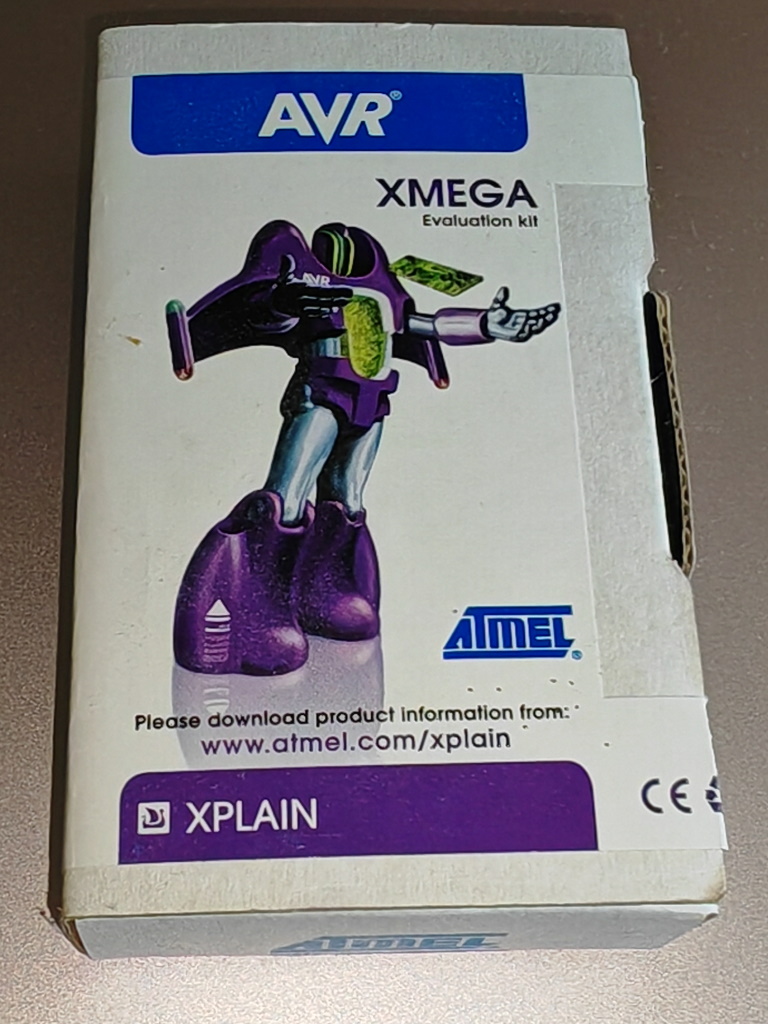 AVR®
XMEGA
Evaluation kit
AVR
ATMEL®
Please download product information from:
www.atmel.com/xplain
XPLAIN
CE
ATMEL